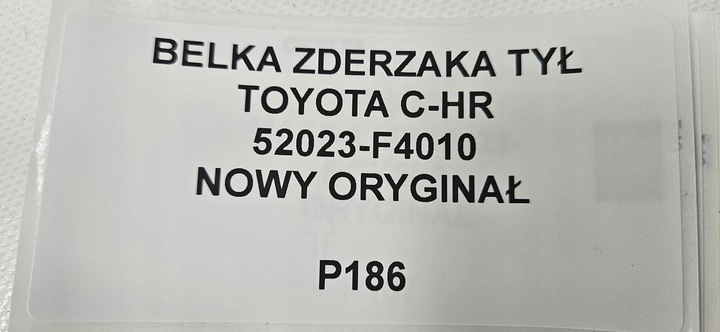 BELKA ZDERZAKA TYŁ
TOYOTA C-HR
52023-F4010
NOWY ORYGINAŁ
P186